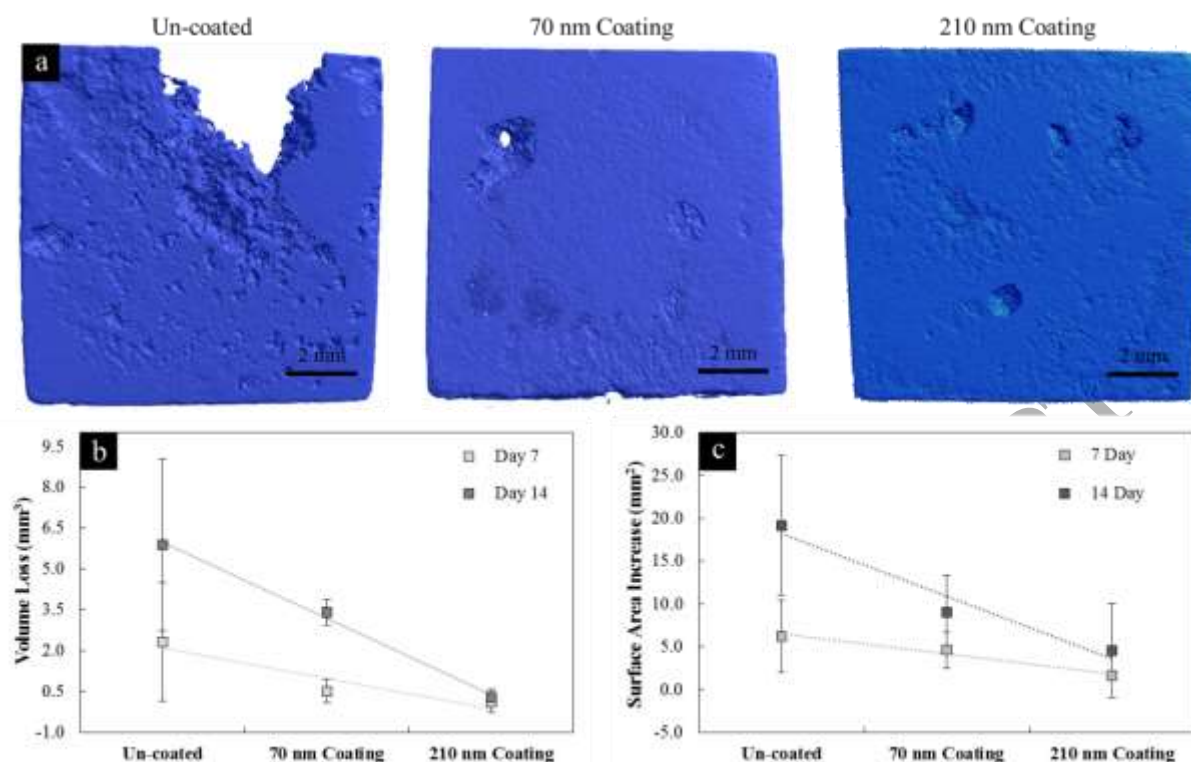 Un-coated
70 nm Coating
210 nm Coating
a
2 mm
2 mm
2 mm
b
Volume Loss (mm³)
9.5
8.0
6.5
5.0
3.5
2.0
0.5
-1.0
Day 7
Day 14
Un-coated
70 nm Coating
210 nm Coating
c
Surface Area Increase (mm²)
30.0
25.0
20.0
15.0
10.0
5.0
0.0
-5.0
7 Day
14 Day
Un-coated
70 nm Coating
210 nm Coating